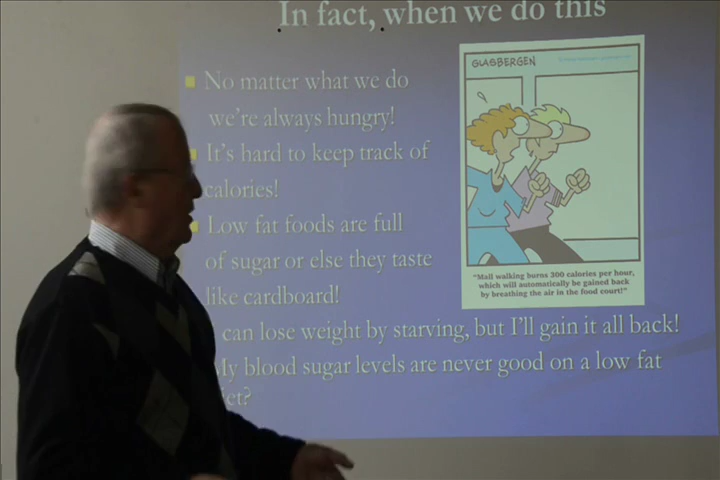 In fact, when we do this
No matter what we do
we're always hungry!
It's hard to keep track of
calories!
Low fat foods are full
of sugar or else they taste
like cardboard!
can lose weight by starving, but I'll gain it all back!
My blood sugar levels are never good on a low fat
GLASBERGEN
"Mall walking burns 300 calories per hour,
which will automatically be gained back
by breathing the air in the food court!"